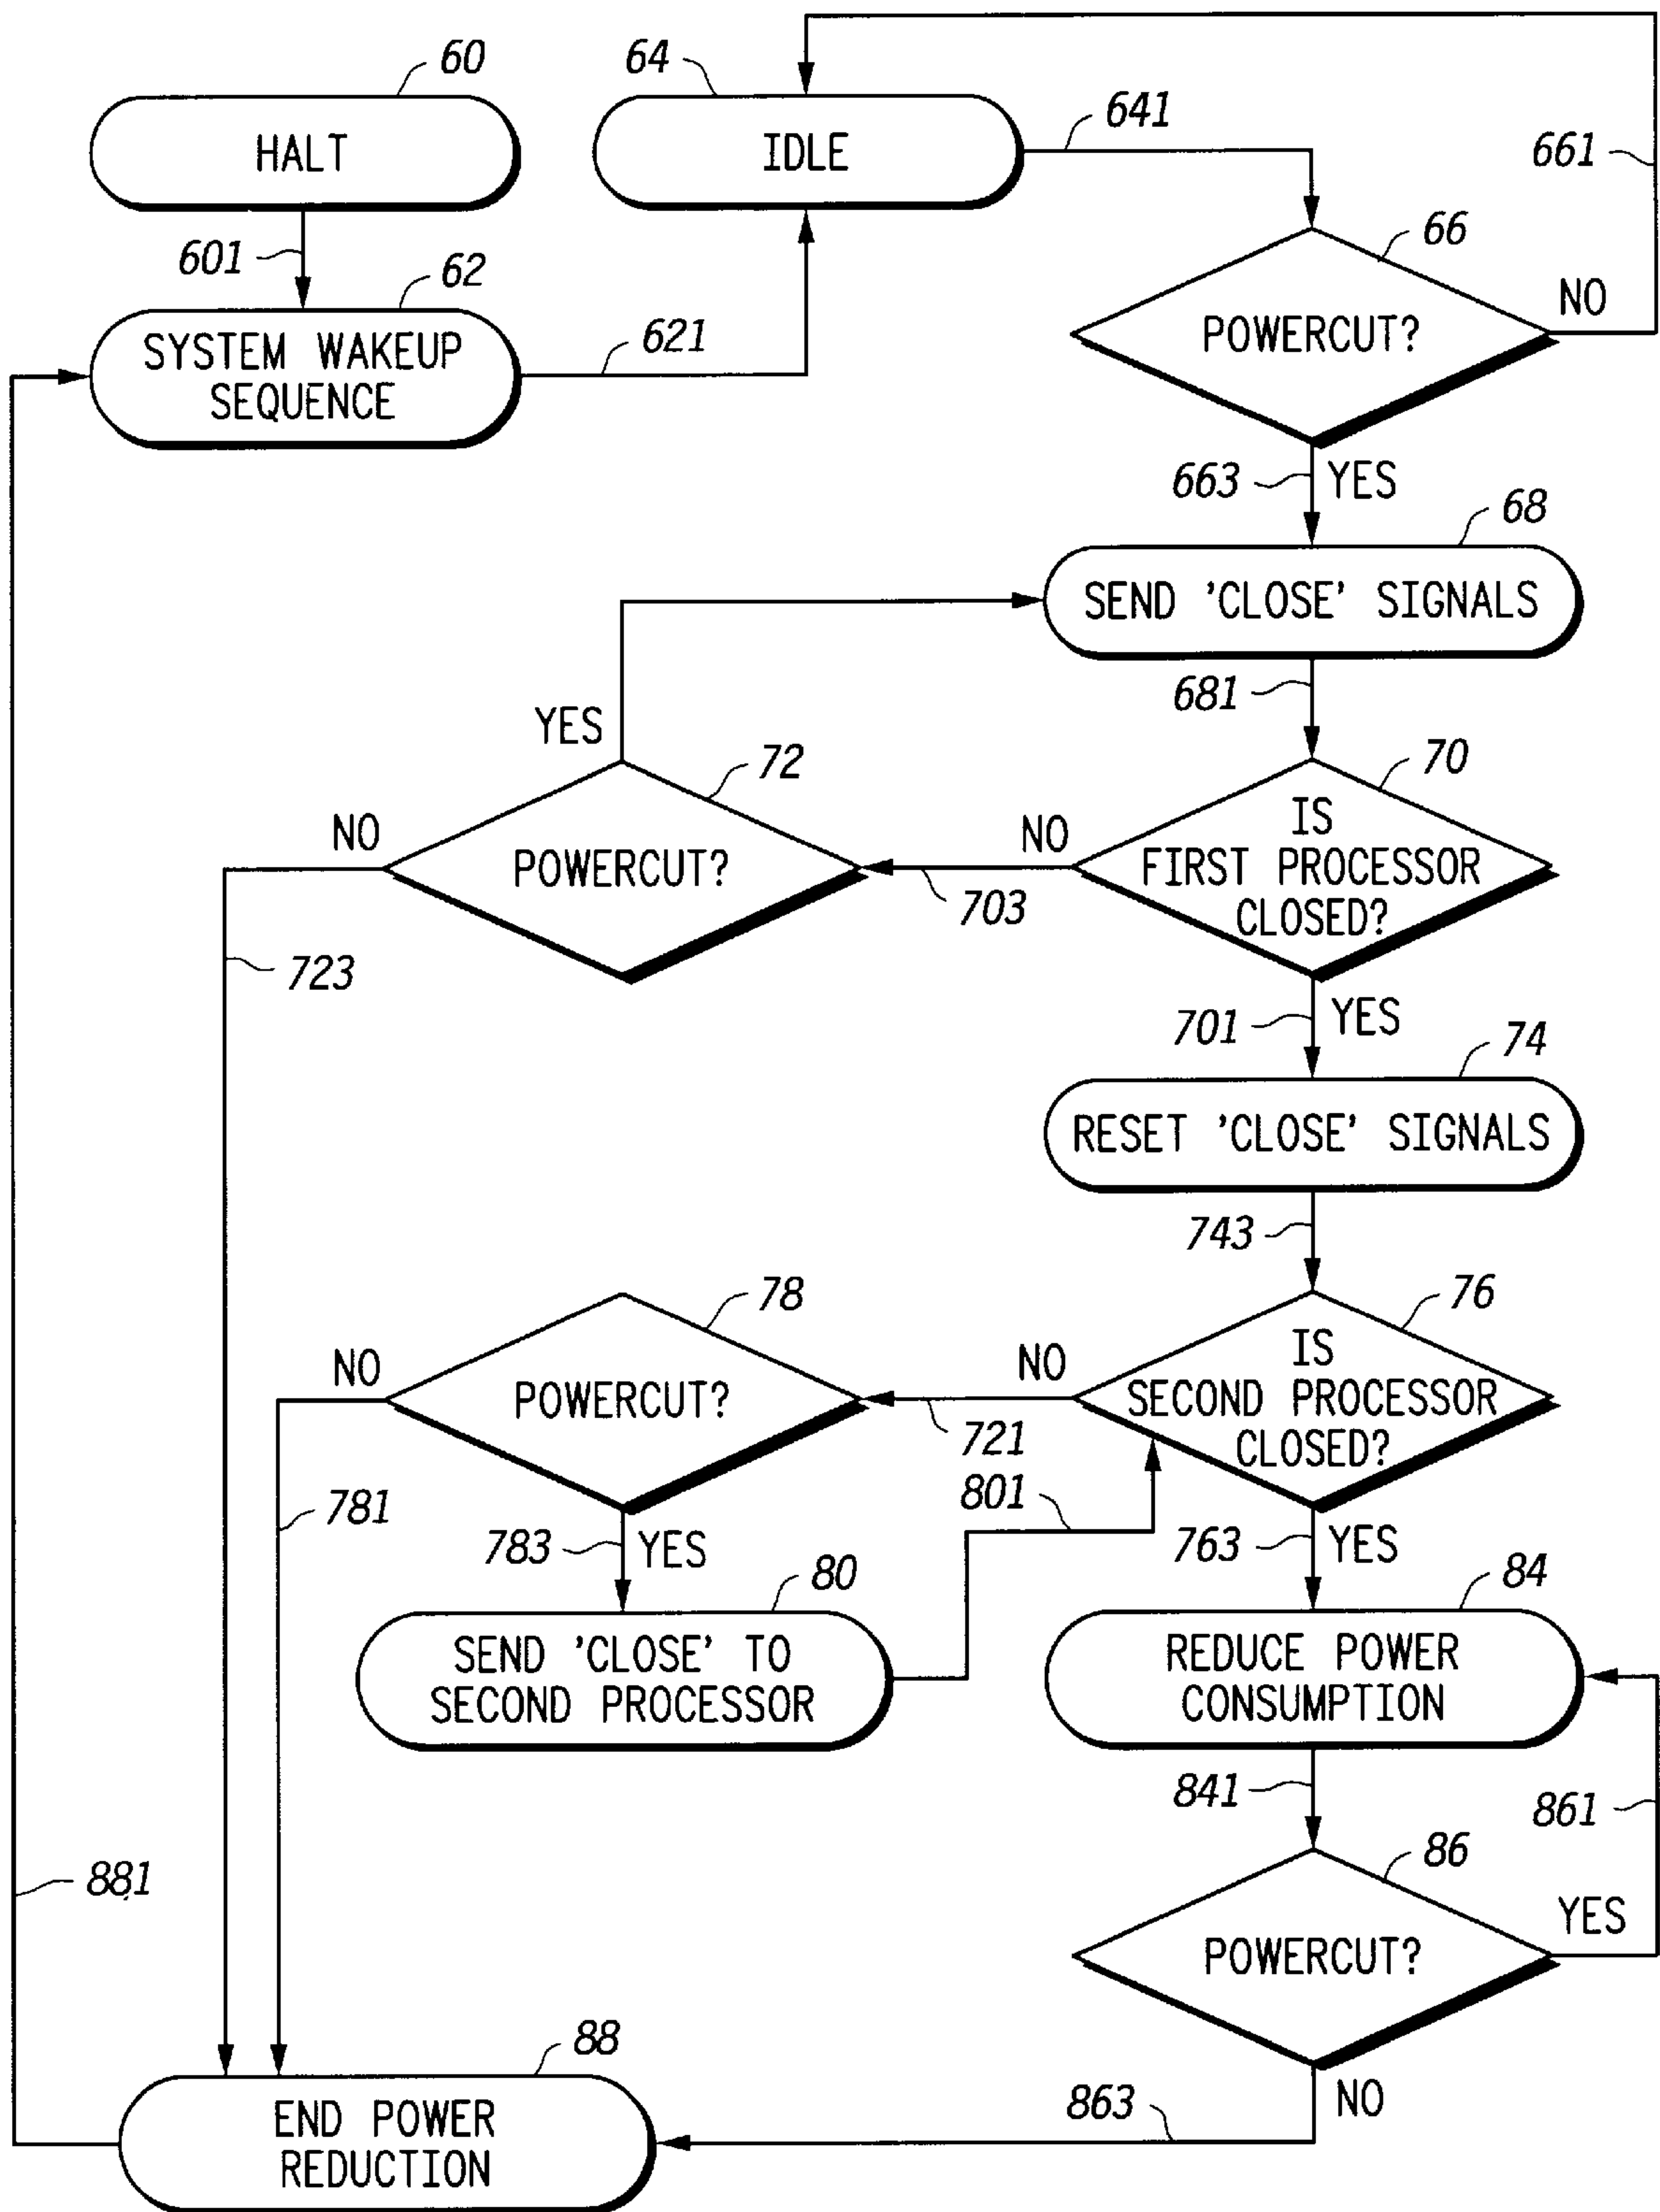 60
HALT
64
IDLE
641
661
601
62
SYSTEM WAKEUP
SEQUENCE
621
66
POWERCUT?
NO
663
YES
68
SEND 'CLOSE' SIGNALS
681
YES
72
POWERCUT?
NO
70
IS
FIRST PROCESSOR
CLOSED?
NO
703
723
701
YES
74
RESET 'CLOSE' SIGNALS
743
78
POWERCUT?
NO
76
IS
SECOND PROCESSOR
CLOSED?
NO
721
801
781
783
YES
763
YES
80
SEND 'CLOSE' TO
SECOND PROCESSOR
84
REDUCE POWER
CONSUMPTION
841
861
881
86
POWERCUT?
YES
88
END POWER
REDUCTION
863
NO